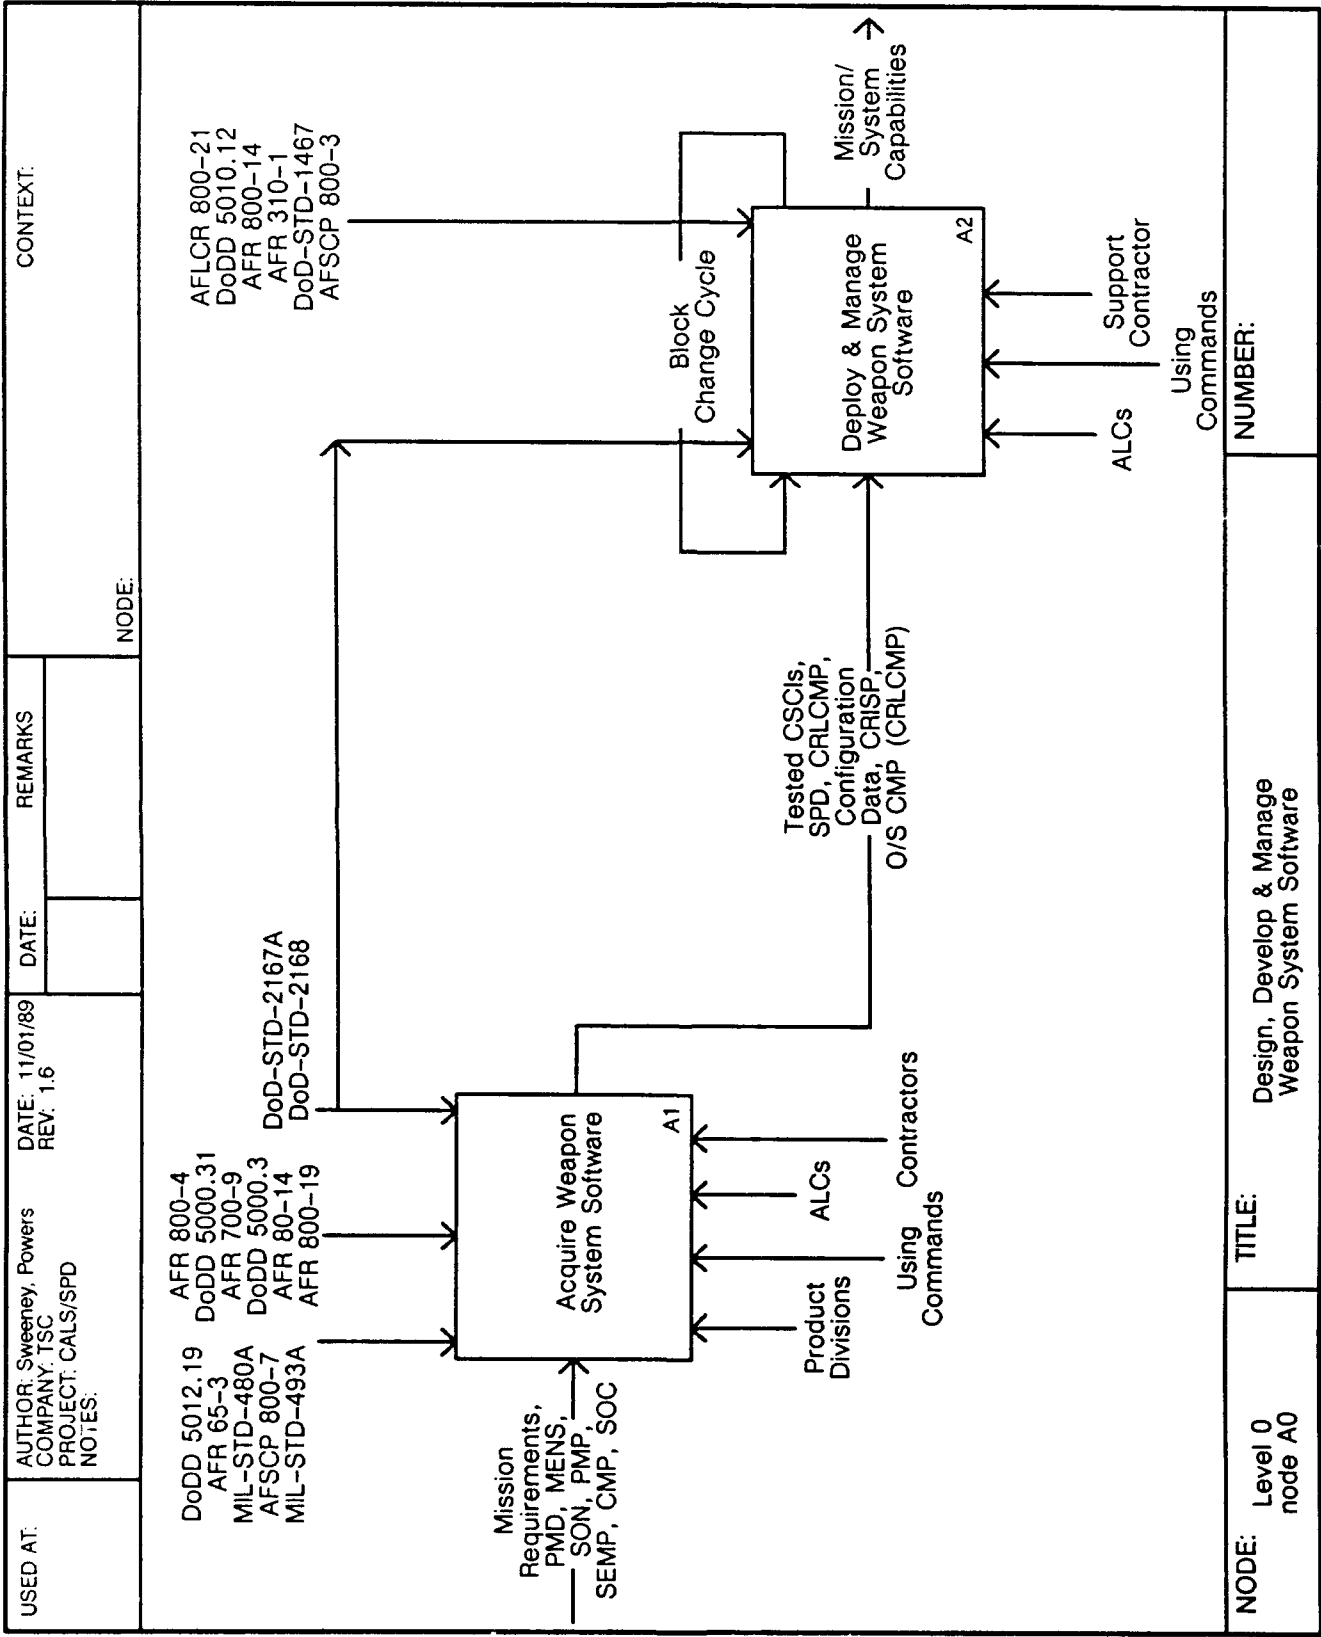 USED AT:
AUTHOR: Sweeney, Powers
COMPANY: TSC
PROJECT: CALS/SPD
NOTES:
DATE: 11/01/89
REV: 1.6
DATE:
REMARKS
NODE:
CONTEXT:
DoDD 5012.19
AFR 65-3
MIL-STD-480A
AFSCP 800-7
MIL-STD-493A
AFR 800-4
DoDD 5000.31
AFR 700-9
DoDD 5000.3
AFR 80-14
AFR 800-19
DoD-STD-2167A
DoD-STD-2168
AFLCR 800-21
DoDD 5010.12
AFR 800-14
AFR 310-1
DoD-STD-1467
AFSCP 800-3
Mission
Requirements,
PMD, MENS,
SON, PMP,
SEMP, CMP, SOC
Acquire Weapon
System Software
A1
Product
Divisions
Using
Commands
ALCs
Contractors
Tested CSCIs,
SPD, CRLCMP,
Configuration
Data, CRISP,
O/S CMP (CRLCMP)
Block
Change Cycle
Deploy & Manage
Weapon System
Software
A2
Mission/
System
Capabilities
ALCs
Using
Commands
Support
Contractor
NODE:
Level 0
node A0
TITLE:
Design, Develop & Manage
Weapon System Software
NUMBER: